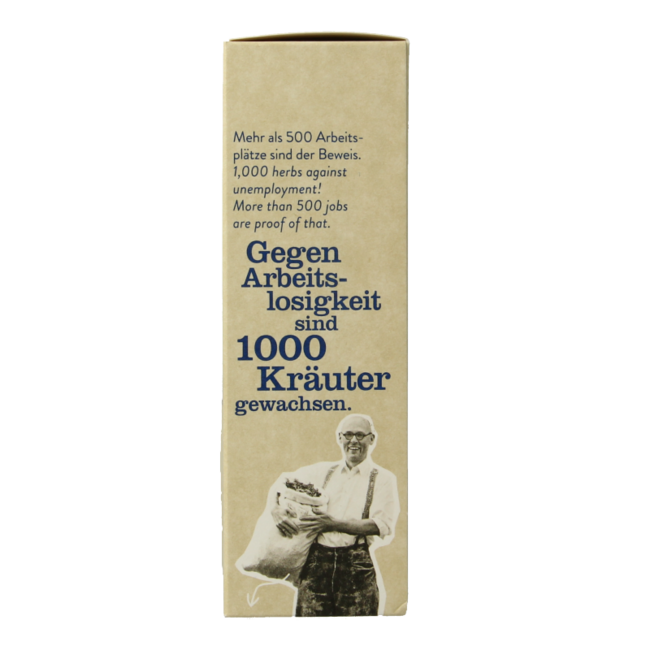 Mehr als 500 Arbeits-
plätze sind der Beweis.
1,000 herbs against
unemployment!
More than 500 jobs
are proof of that.
Gegen
Arbeits-
losigkeit
sind
1000
Kräuter
gewachsen.